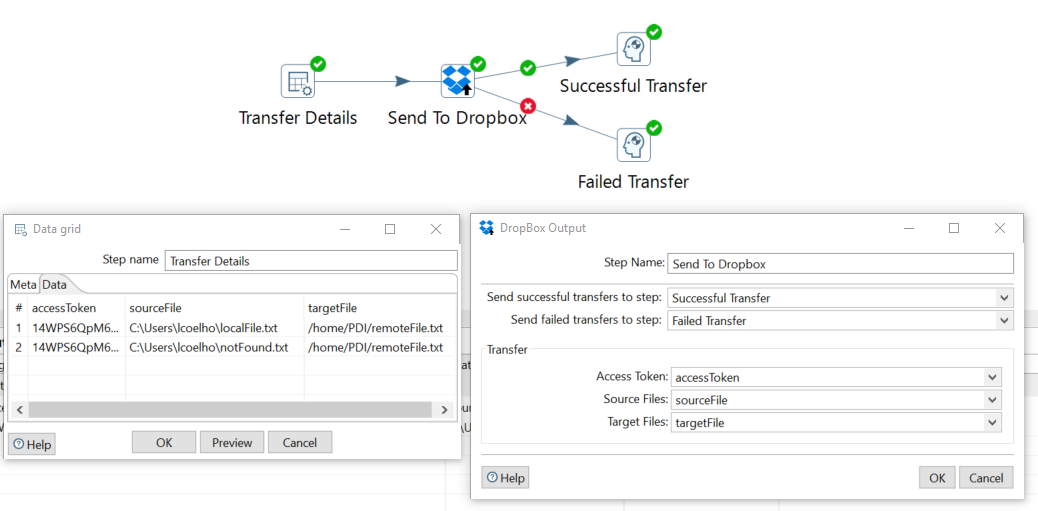 Successful Transfer
Transfer Details
Send To Dropbox
Failed Transfer
Data grid
Step name Transfer Details
Meta Data
# accessToken sourceFile targetFile
1 14WPS6QpM6... C:\Users\lcoelho\localFile.txt /home/PDI/remoteFile.txt
2 14WPS6QpM6... C:\Users\lcoelho\notFound.txt /home/PDI/remoteFile.txt
Help
OK
Preview
Cancel
DropBox Output
Step Name: Send To Dropbox
Send successful transfers to step: Successful Transfer
Send failed transfers to step: Failed Transfer
Transfer
Access Token: accessToken
Source Files: sourceFile
Target Files: targetFile
Help
OK
Cancel